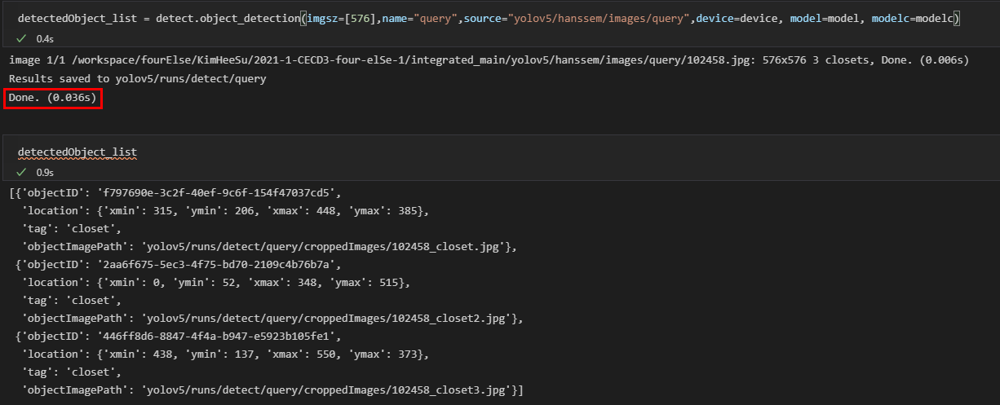 detectedObject_list = detect.object_detection(imgsz=[576],name="query",source="yolov5/hanssem/images/query",device=device, model=model, modelc=modelc)
0.4s
image 1/1 /workspace/fourElse/KimHeeSu/2021-1-CECD3-four-elSe-1/integrated_main/yolov5/hanssem/images/query/102458.jpg: 576x576 3 closets, Done. (0.006s)
Results saved to yolov5/runs/detect/query
Done. (0.036s)
detectedObject_list
0.9s
[{'objectID': 'f797690e-3c2f-40ef-9c6f-154f47037cd5',
'location': {'xmin': 315, 'ymin': 206, 'xmax': 448, 'ymax': 385},
'tag': 'closet',
'objectImagePath': 'yolov5/runs/detect/query/croppedImages/102458_closet.jpg'},
{'objectID': '2aa6f675-5ec3-4f75-bd70-2109c4b76b7a',
'location': {'xmin': 0, 'ymin': 52, 'xmax': 348, 'ymax': 515},
'tag': 'closet',
'objectImagePath': 'yolov5/runs/detect/query/croppedImages/102458_closet2.jpg'},
{'objectID': '446ff8d6-8847-4f4a-b947-e5923b105fe1',
'location': {'xmin': 438, 'ymin': 137, 'xmax': 550, 'ymax': 373},
'tag': 'closet',
'objectImagePath': 'yolov5/runs/detect/query/croppedImages/102458_closet3.jpg'}]